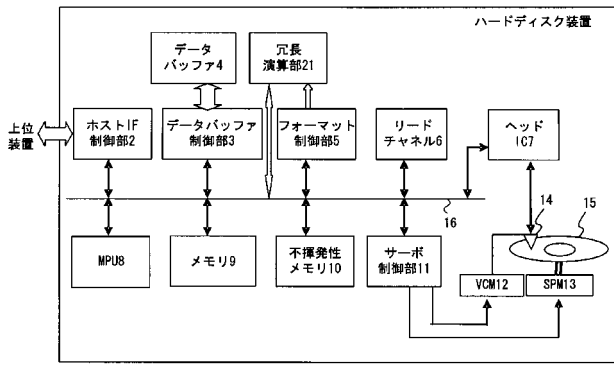 ハードディスク装置
データ
バッファ4
冗長
演算部21
上位
装置
ホストIF
制御部2
データバッファ
制御部3
フォーマット
制御部5
リード
チャネル6
ヘッド
IC7
14
15
16
MPU8
メモリ9
不揮発性
メモリ10
サーボ
制御部11
VCM12
SPM13